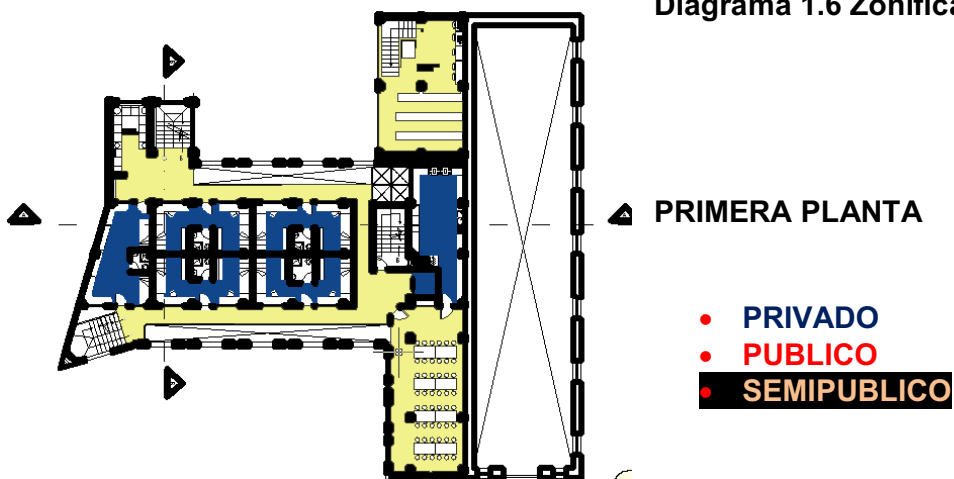 Diagrama 1.6 Zonifica
PRIMERA PLANTA
PRIVADO
PUBLICO
SEMIPUBLICO